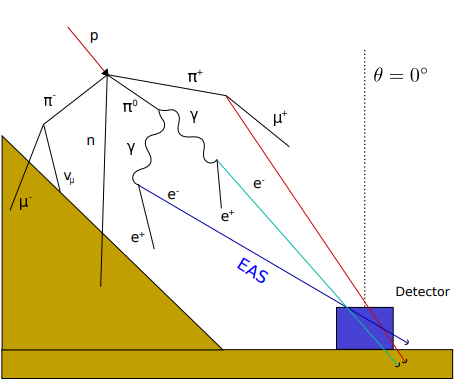 p
θ = 0°
π⁺
π⁻
π⁰
γ
μ⁺
n
γ
ν_μ
e⁻
e⁻
μ⁻
e⁺
e⁺
EAS
Detector